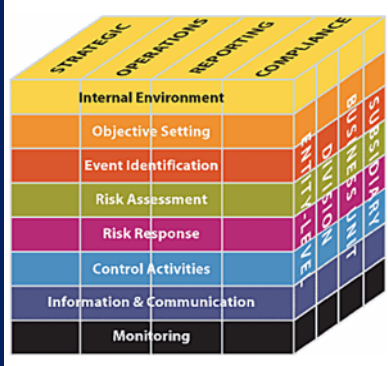 STRATEGIC
OPERATIONS
REPORTING
COMPLIANCE
Internal Environment
Objective Setting
Event Identification
Risk Assessment
Risk Response
Control Activities
Information & Communication
Monitoring
ENTITY-LEVEL
DIVISION
BUSINESS UNIT
SUBSIDIARY